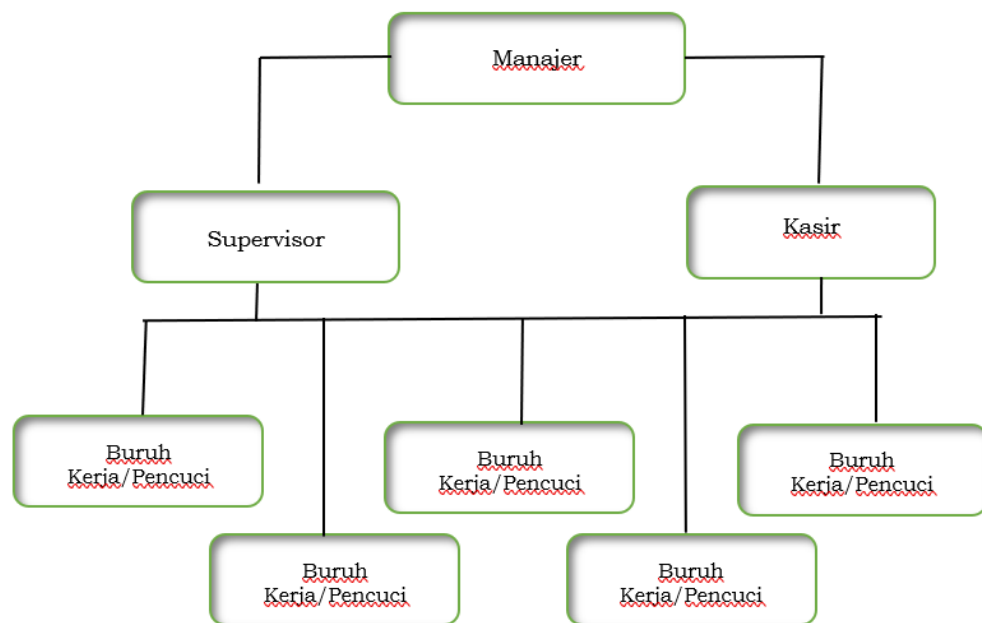 Manajer
Supervisor
Kasir
Buruh
Kerja/Pencuci
Buruh
Kerja/Pencuci
Buruh
Kerja/Pencuci
Buruh
Kerja/Pencuci
Buruh
Kerja/Pencuci